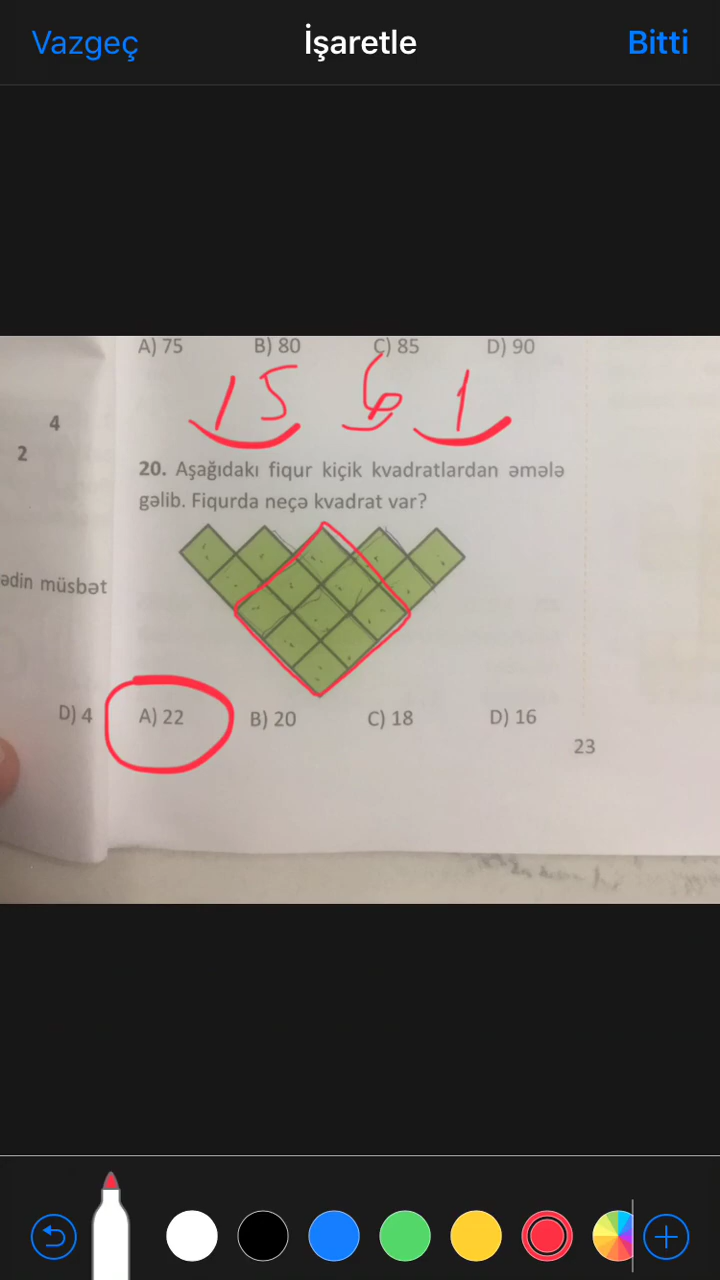 Vazgeç İşaretle Bitti
A) 75 B) 80 C) 85 D) 90
15 6 1
4
2
20. Aşağıdakı fiqur kiçik kvadratlardan əmələ
gəlib. Fiqurda neçə kvadrat var?
ədin müsbət
D) 4 A) 22 B) 20 C) 18 D) 16
23